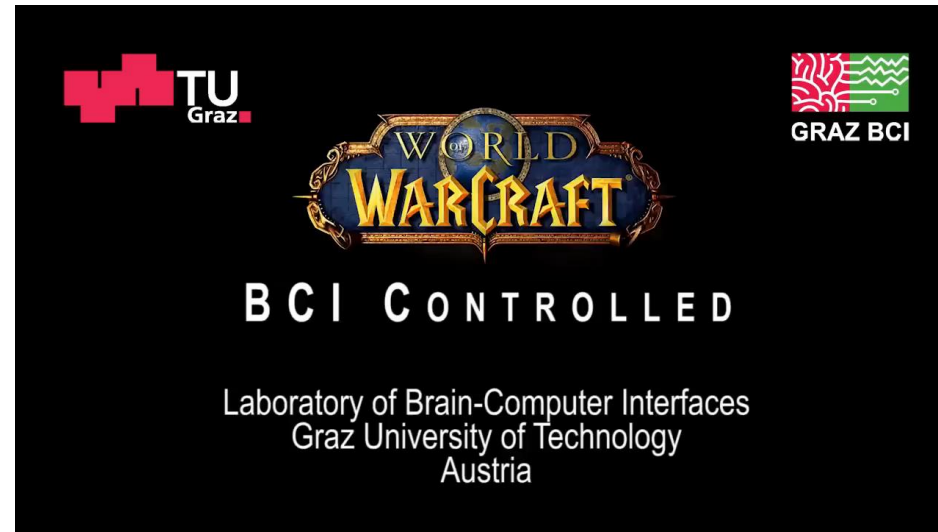 TU
Graz
GRAZ BCI
WORLD
OF
WARCRAFT
BCI CONTROLLED
Laboratory of Brain-Computer Interfaces
Graz University of Technology
Austria